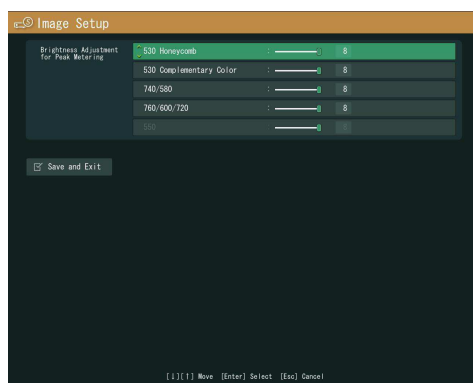 Image Setup
Brightness Adjustment
for Peak Metering
530 Honeycomb : 8
530 Complementary Color : 8
740/580 : 8
760/600/720 : 8
550
Save and Exit
[↓][↑] Move [Enter] Select [Esc] Cancel